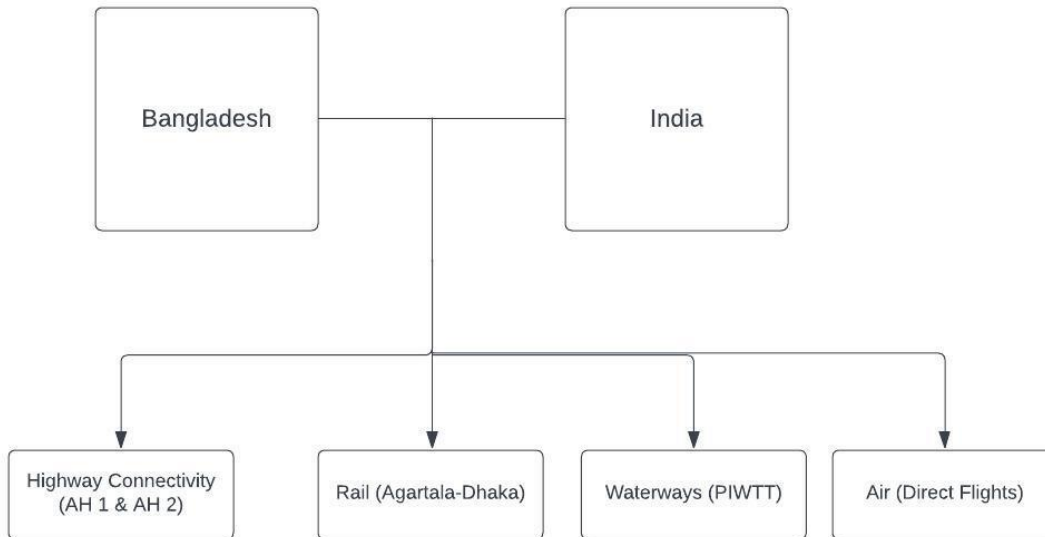 Bangladesh
India
Highway Connectivity
(AH 1 & AH 2)
Rail (Agartala-Dhaka)
Waterways (PIWTT)
Air (Direct Flights)